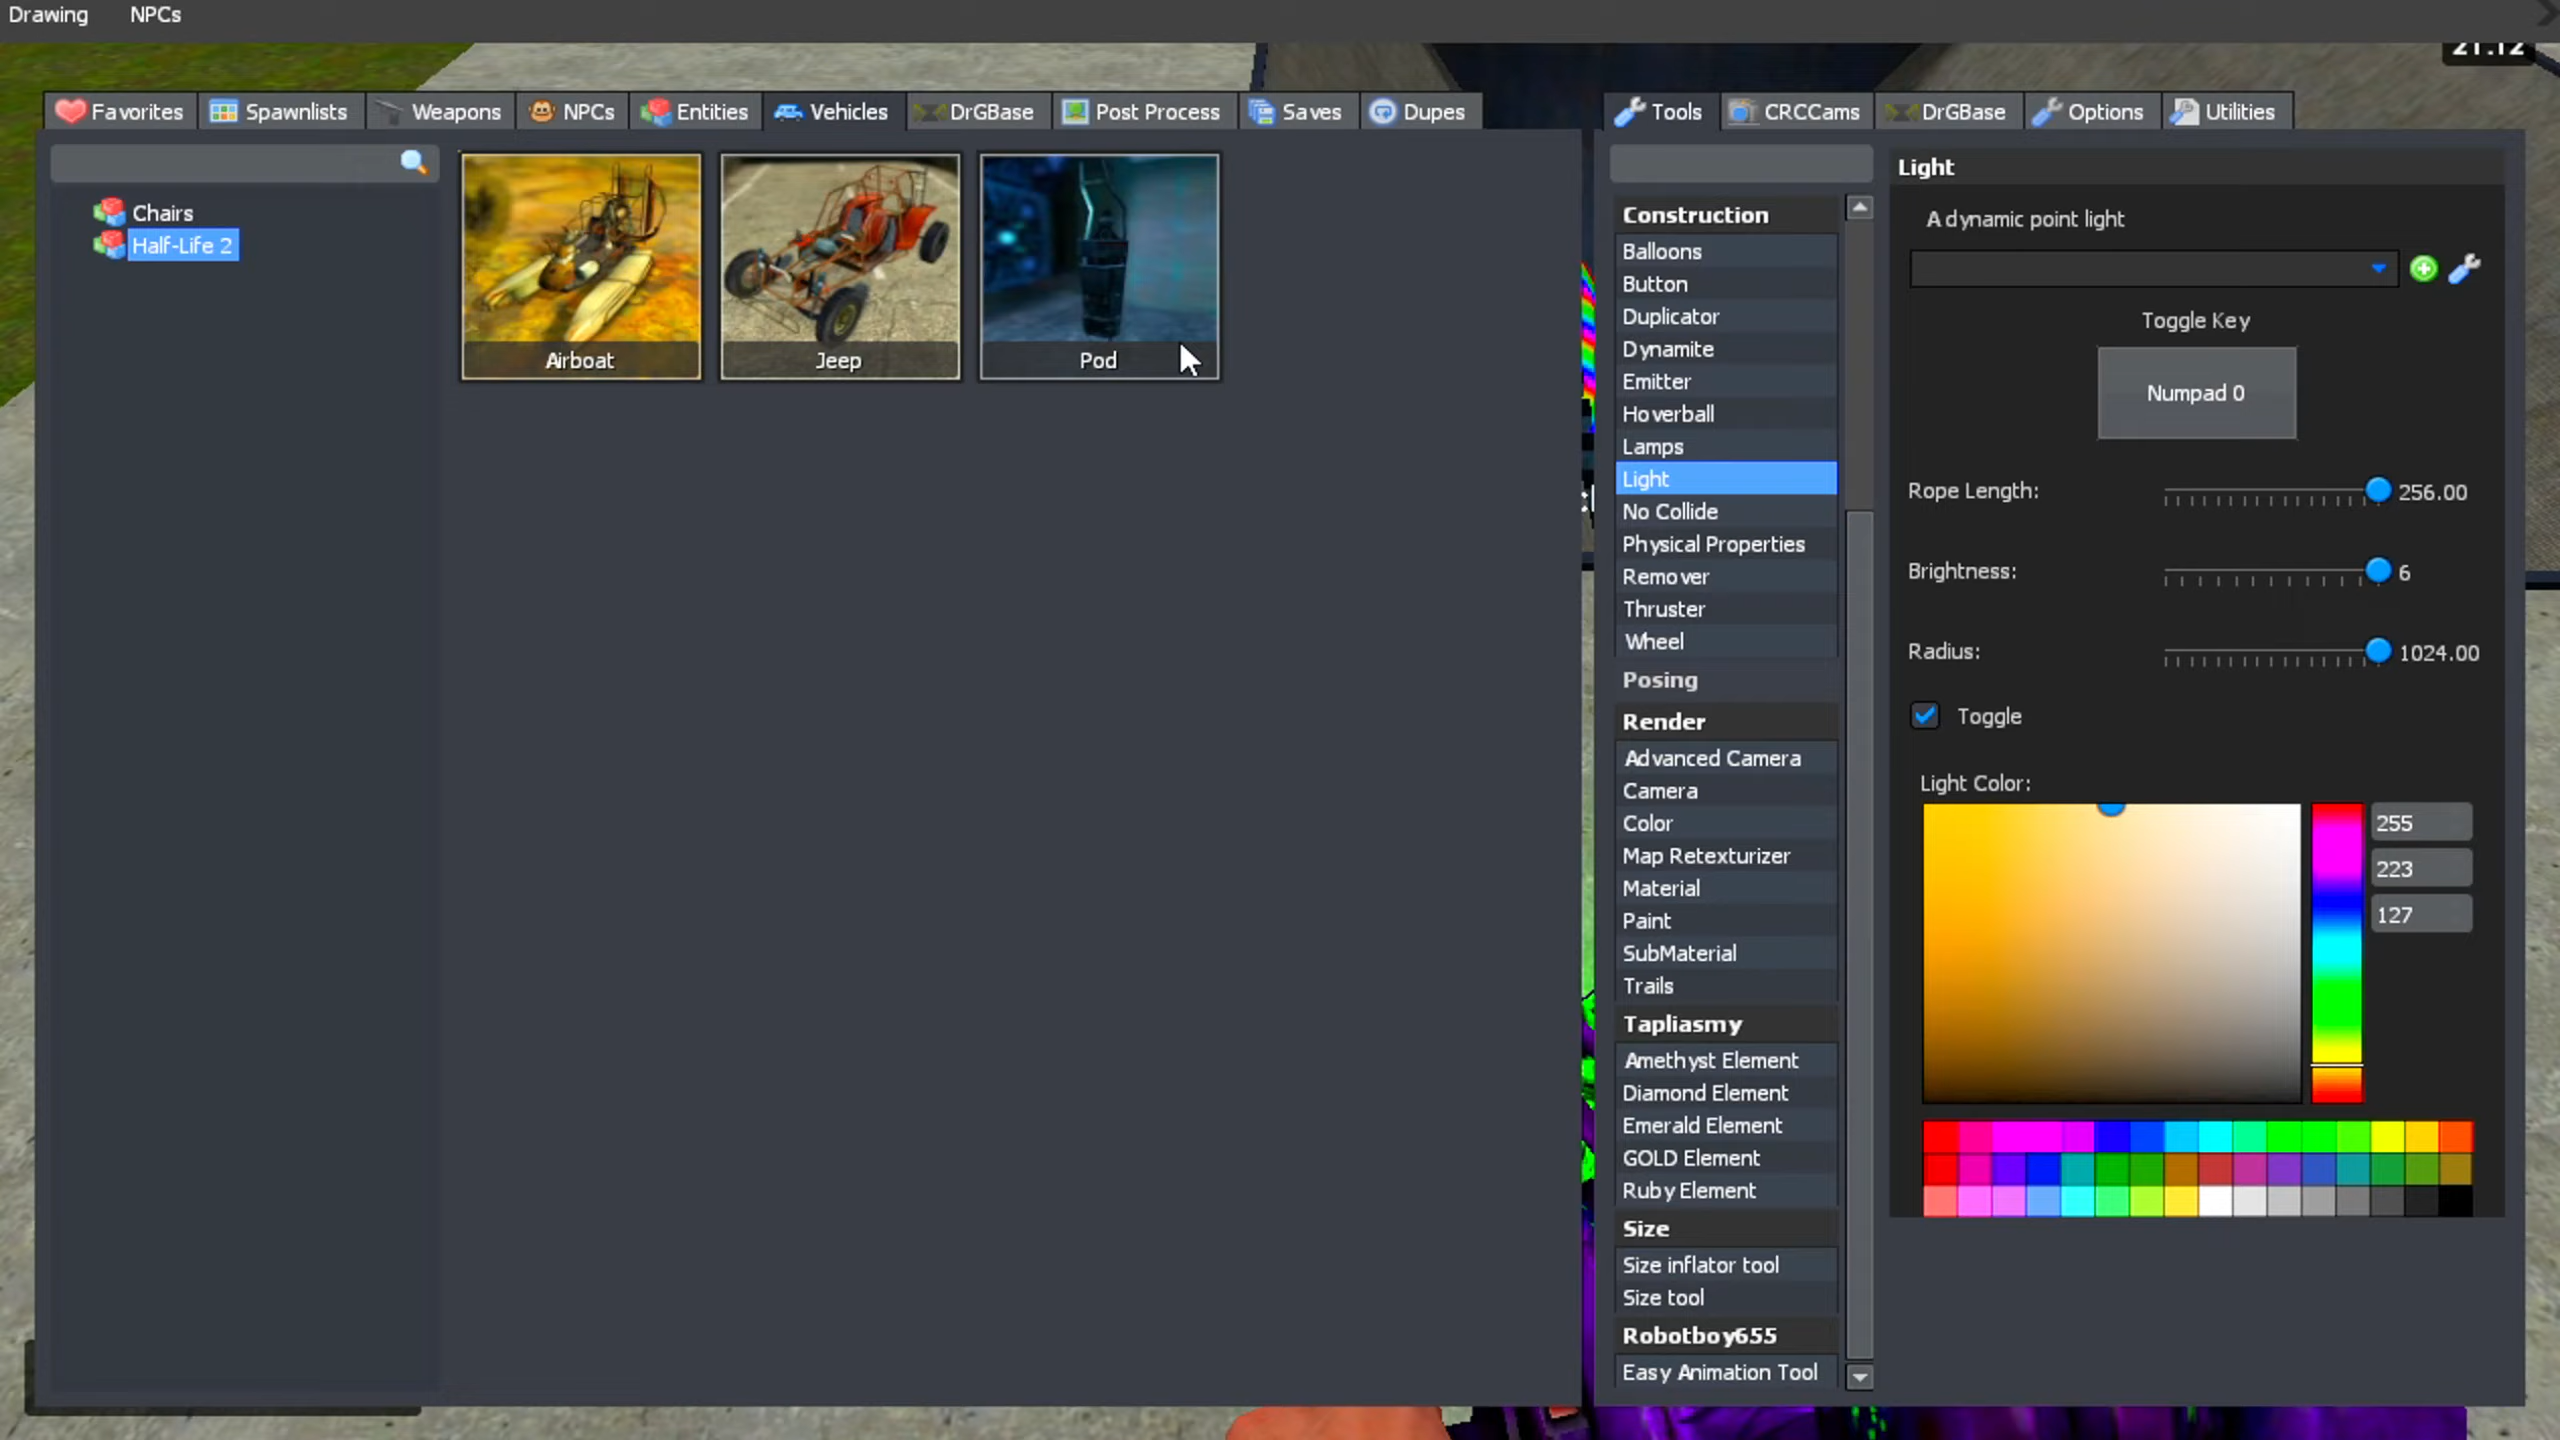 Drawing NPCs
21:12
Favorites Spawnlists Weapons NPCs Entities Vehicles DrGBase Post Process Saves Dupes
Tools CRCCams DrGBase Options Utilities
Chairs
Half-Life 2
Airboat Jeep Pod
Construction
Balloons
Button
Duplicator
Dynamite
Emitter
Hoverball
Lamps
Light
No Collide
Physical Properties
Remover
Thruster
Wheel
Posing
Render
Advanced Camera
Camera
Color
Map Retexturizer
Material
Paint
SubMaterial
Trails
Tapliasmy
Amethyst Element
Diamond Element
Emerald Element
GOLD Element
Ruby Element
Size
Size inflator tool
Size tool
Robotboy655
Easy Animation Tool
Light
A dynamic point light
Toggle Key
Numpad 0
Rope Length: 256.00
Brightness: 6
Radius: 1024.00
Toggle
Light Color:
255
223
127